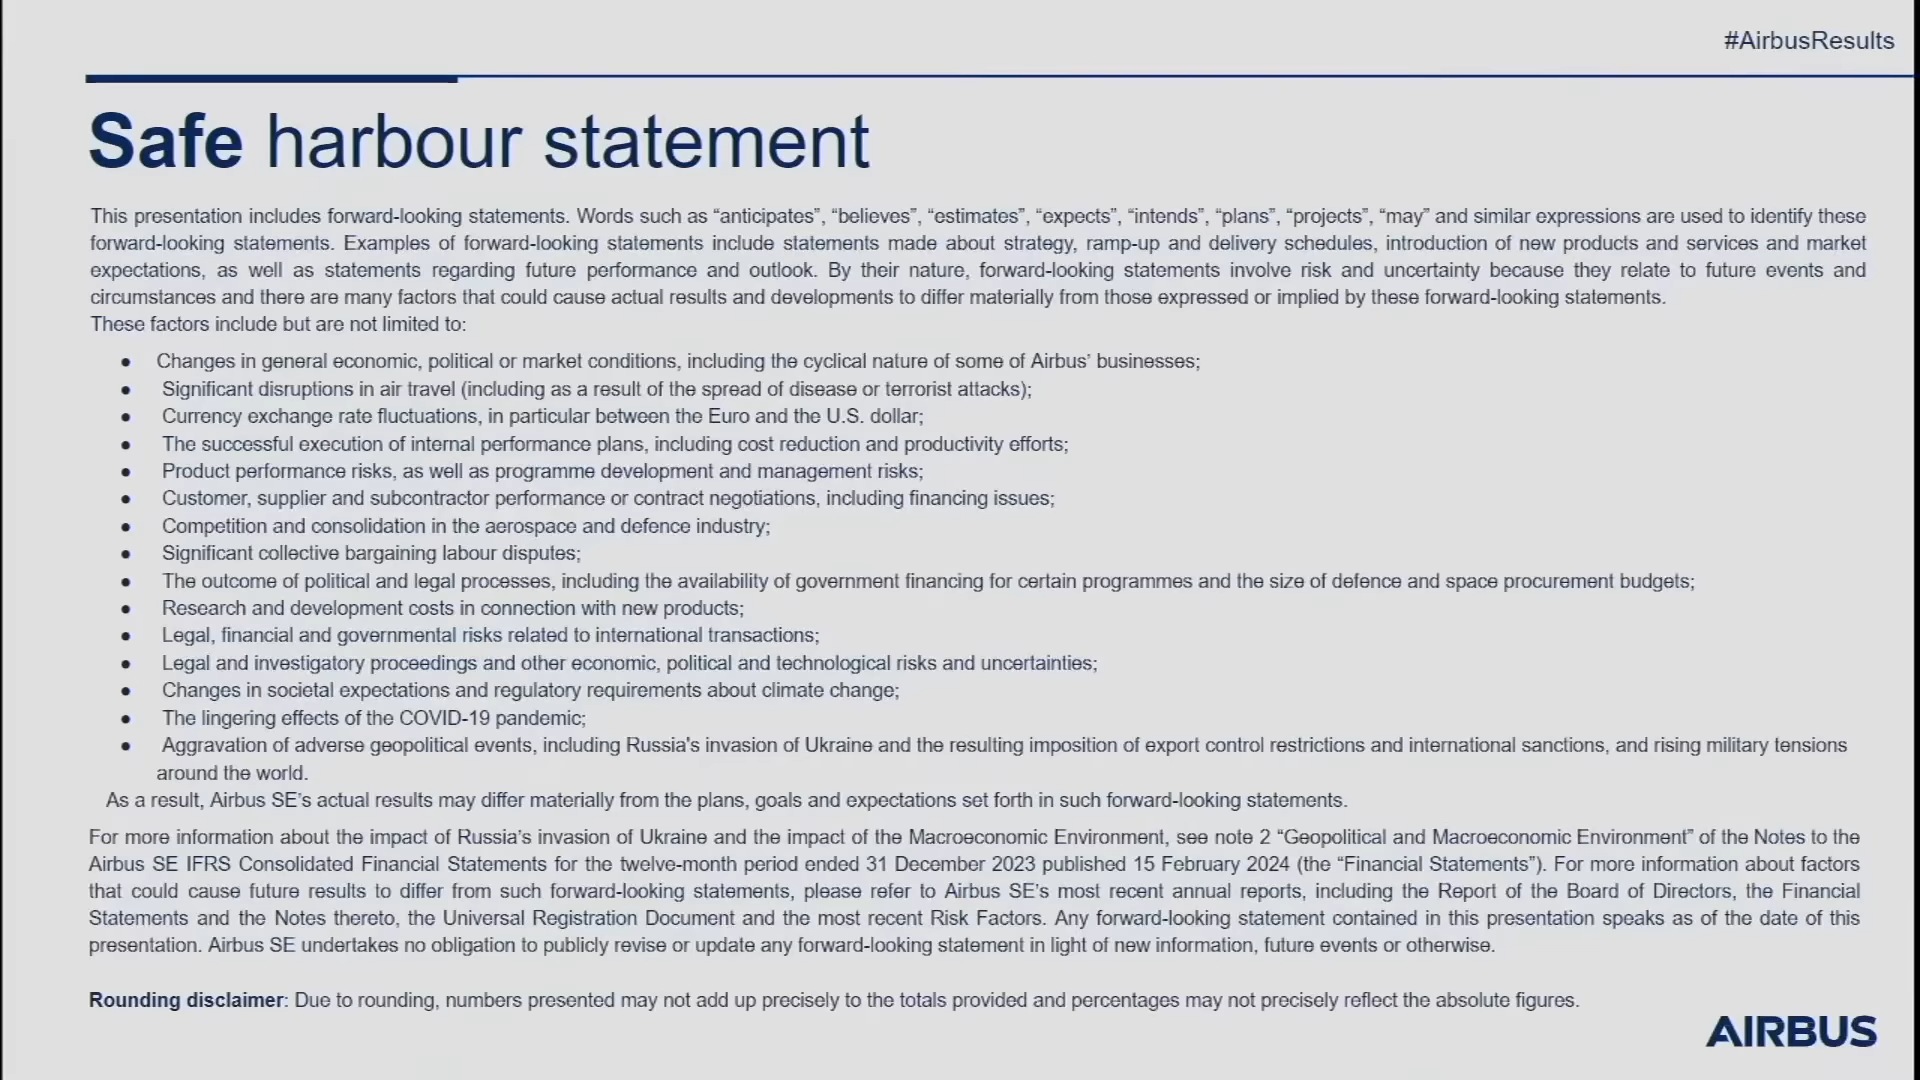 #AirbusResults
Safe harbour statement
This presentation includes forward-looking statements. Words such as “anticipates”, “believes”, “estimates”, “expects”, “intends”, “plans”, “projects”, “may” and similar expressions are used to identify these
forward-looking statements. Examples of forward-looking statements include statements made about strategy, ramp-up and delivery schedules, introduction of new products and services and market
expectations, as well as statements regarding future performance and outlook. By their nature, forward-looking statements involve risk and uncertainty because they relate to future events and
circumstances and there are many factors that could cause actual results and developments to differ materially from those expressed or implied by these forward-looking statements.
These factors include but are not limited to:
● Changes in general economic, political or market conditions, including the cyclical nature of some of Airbus’ businesses;
● Significant disruptions in air travel (including as a result of the spread of disease or terrorist attacks);
● Currency exchange rate fluctuations, in particular between the Euro and the U.S. dollar;
● The successful execution of internal performance plans, including cost reduction and productivity efforts;
● Product performance risks, as well as programme development and management risks;
● Customer, supplier and subcontractor performance or contract negotiations, including financing issues;
● Competition and consolidation in the aerospace and defence industry;
● Significant collective bargaining labour disputes;
● The outcome of political and legal processes, including the availability of government financing for certain programmes and the size of defence and space procurement budgets;
● Research and development costs in connection with new products;
● Legal, financial and governmental risks related to international transactions;
● Legal and investigatory proceedings and other economic, political and technological risks and uncertainties;
● Changes in societal expectations and regulatory requirements about climate change;
● The lingering effects of the COVID-19 pandemic;
● Aggravation of adverse geopolitical events, including Russia's invasion of Ukraine and the resulting imposition of export control restrictions and international sanctions, and rising military tensions
around the world.
As a result, Airbus SE’s actual results may differ materially from the plans, goals and expectations set forth in such forward-looking statements.
For more information about the impact of Russia’s invasion of Ukraine and the impact of the Macroeconomic Environment, see note 2 “Geopolitical and Macroeconomic Environment” of the Notes to the
Airbus SE IFRS Consolidated Financial Statements for the twelve-month period ended 31 December 2023 published 15 February 2024 (the “Financial Statements”). For more information about factors
that could cause future results to differ from such forward-looking statements, please refer to Airbus SE’s most recent annual reports, including the Report of the Board of Directors, the Financial
Statements and the Notes thereto, the Universal Registration Document and the most recent Risk Factors. Any forward-looking statement contained in this presentation speaks as of the date of this
presentation. Airbus SE undertakes no obligation to publicly revise or update any forward-looking statement in light of new information, future events or otherwise.
Rounding disclaimer: Due to rounding, numbers presented may not add up precisely to the totals provided and percentages may not precisely reflect the absolute figures.
AIRBUS